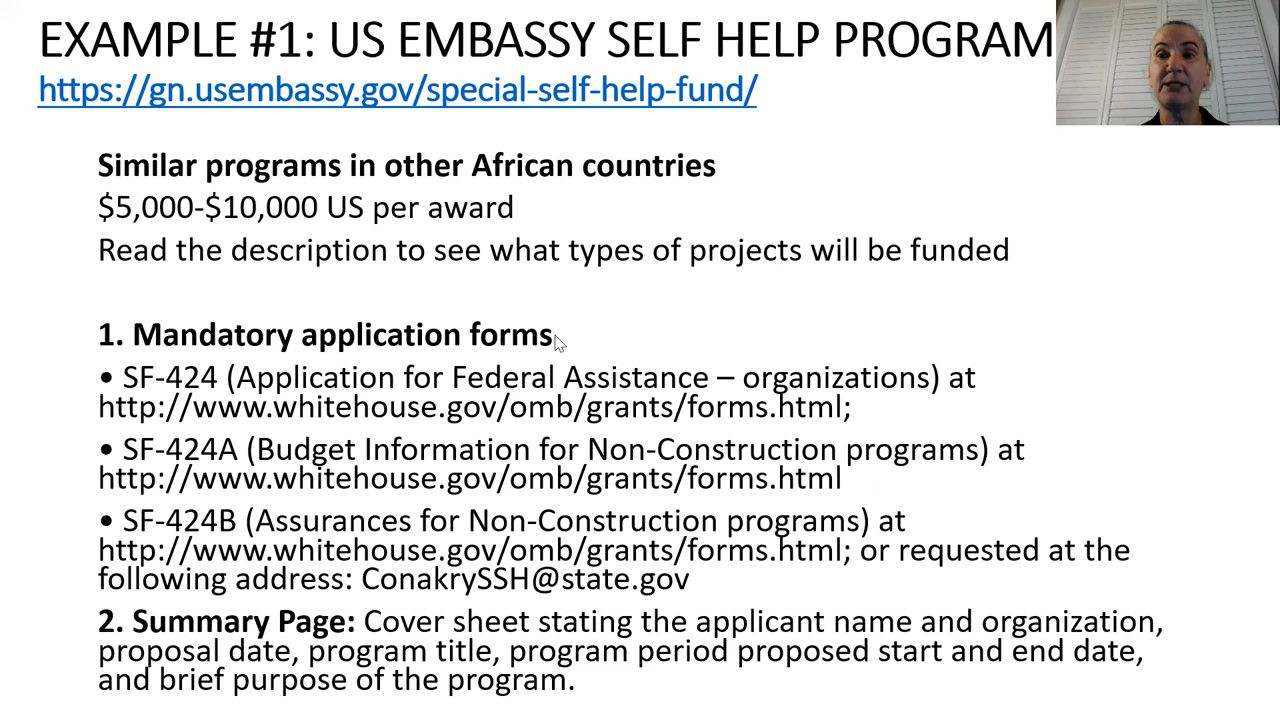 EXAMPLE #1: US EMBASSY SELF HELP PROGRAM
https://gn.usembassy.gov/special-self-help-fund/
Similar programs in other African countries
$5,000-$10,000 US per award
Read the description to see what types of projects will be funded
1. Mandatory application forms
• SF-424 (Application for Federal Assistance – organizations) at
http://www.whitehouse.gov/omb/grants/forms.html;
• SF-424A (Budget Information for Non-Construction programs) at
http://www.whitehouse.gov/omb/grants/forms.html
• SF-424B (Assurances for Non-Construction programs) at
http://www.whitehouse.gov/omb/grants/forms.html; or requested at the
following address: ConakrySSH@state.gov
2. Summary Page: Cover sheet stating the applicant name and organization,
proposal date, program title, program period proposed start and end date,
and brief purpose of the program.